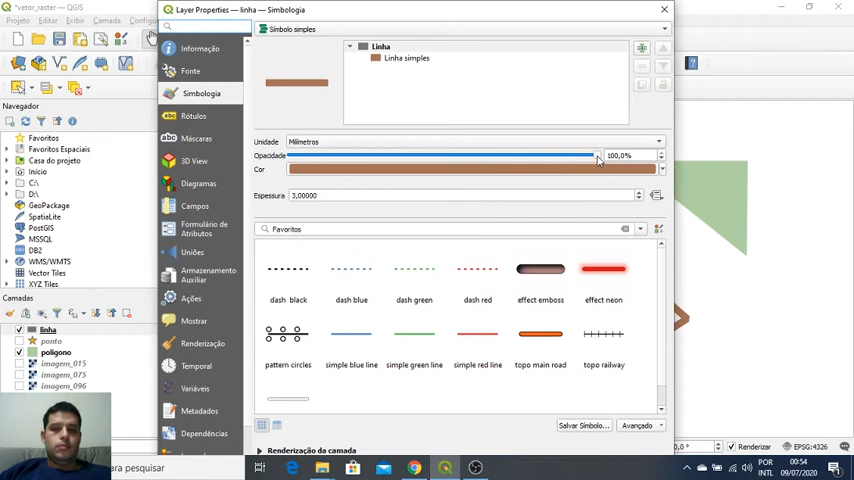 *vetor_raster — QGIS
Layer Properties — linha — Simbologia
Projeto Editar Exibir Camada Configu
Símbolo simples
Informação
Linha
Linha simples
Fonte
Simbologia
Navegador
Rótulos
Favoritos
Favoritos Espaciais
Máscaras
Unidade Milímetros
Casa do projeto
Opacidade 100,0%
3D View
Início
Cor
C:\
Diagramas
D:\
Espessura 3,00000
GeoPackage
Campos
SpatiaLite
PostGIS
Formulário de Atributos
Favoritos
MSSQL
DB2
Uniões
WMS/WMTS
Vector Tiles
Armazenamento Auxiliar
XYZ Tiles
dash black dash blue dash green dash red effect emboss effect neon
Camadas
Ações
Mostrar
linha
ponto
Renderização
poligono
imagem_015
Temporal
pattern circles simple blue line simple green line simple red line topo main road topo railway
imagem_075
imagem_096
Variáveis
Metadados
Salvar Símbolo... Avançado
Dependências
Renderização da camada
0,0 ° Renderizar EPSG:4326
para pesquisar
POR
INTL
00:54
09/07/2020
1